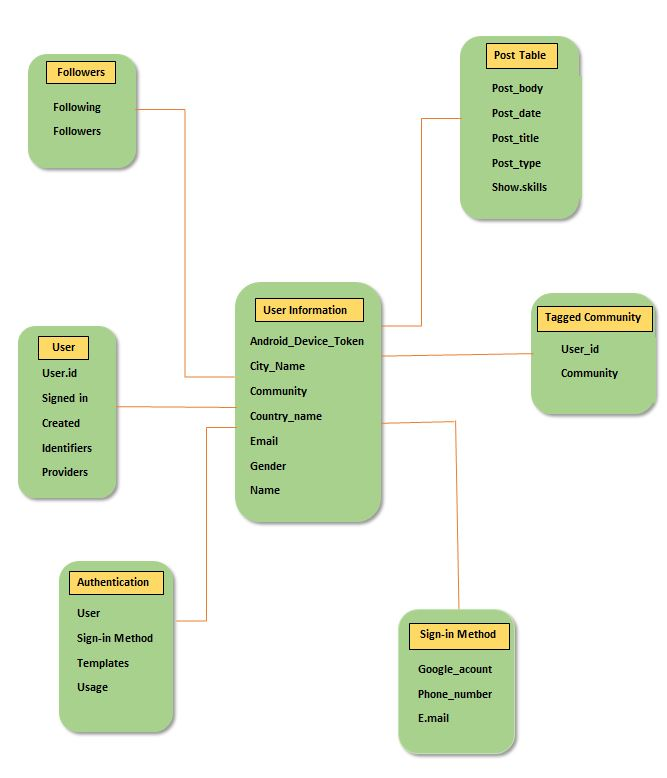 Followers
Following
Followers
Post Table
Post_body
Post_date
Post_title
Post_type
Show.skills
User Information
Android_Device_Token
City_Name
Community
Country_name
Email
Gender
Name
Tagged Community
User_id
Community
User
User.id
Signed in
Created
Identifiers
Providers
Authentication
User
Sign-in Method
Templates
Usage
Sign-in Method
Google_acount
Phone_number
E.mail